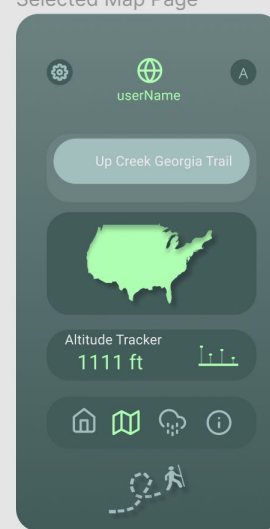 Selected Map Page
A
userName
Up Creek Georgia Trail
Altitude Tracker
1111 ft